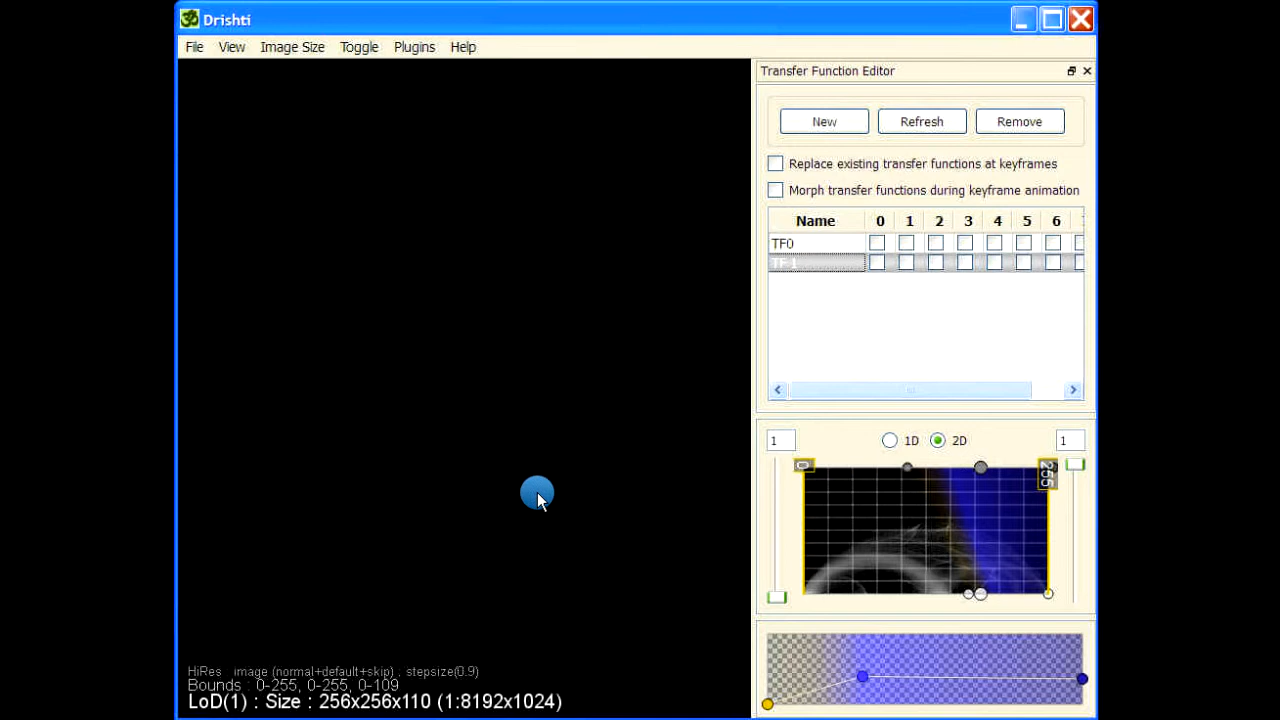 Drishti
File View Image Size Toggle Plugins Help
Transfer Function Editor
New Refresh Remove
Replace existing transfer functions at keyframes
Morph transfer functions during keyframe animation
Name 0 1 2 3 4 5 6
TF0
TF 1
1 1D 2D 1
0 255
HiRes image (normal+default+skip) : stepsize(0.9)
Bounds : 0-255, 0-255, 0-109
LoD(1) : Size : 256x256x110 (1:8192x1024)